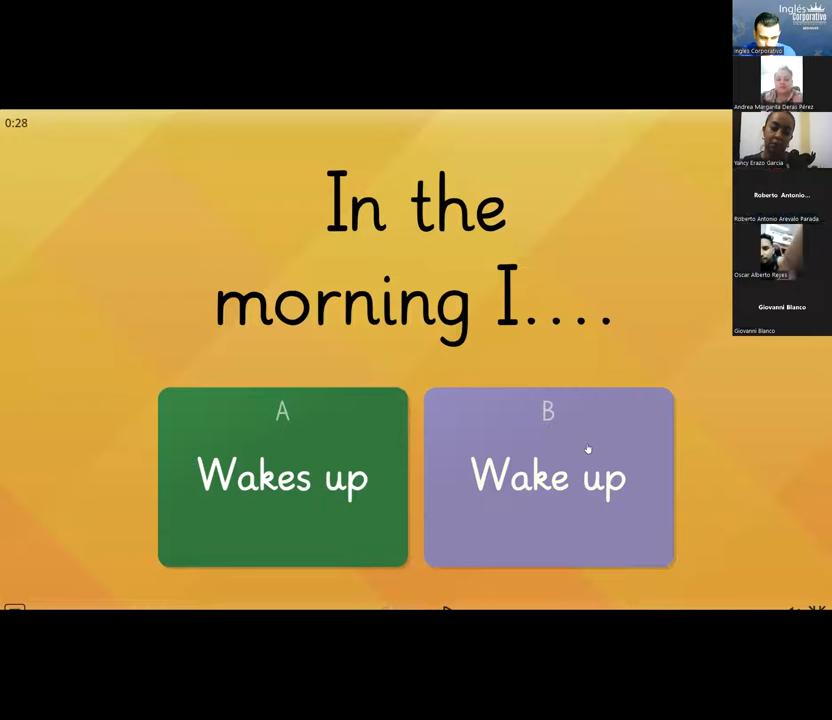 0:28
In the
morning I....
A
Wakes up
B
Wake up
Inglés
Corporativo
Ingles Corporativo
Andrea Margarita Deras Pérez
Yancy Erazo Garcia
Roberto Antonio...
Roberto Antonio Arevalo Parada
Oscar Alberto Reyes
Giovanni Blanco
Giovanni Blanco